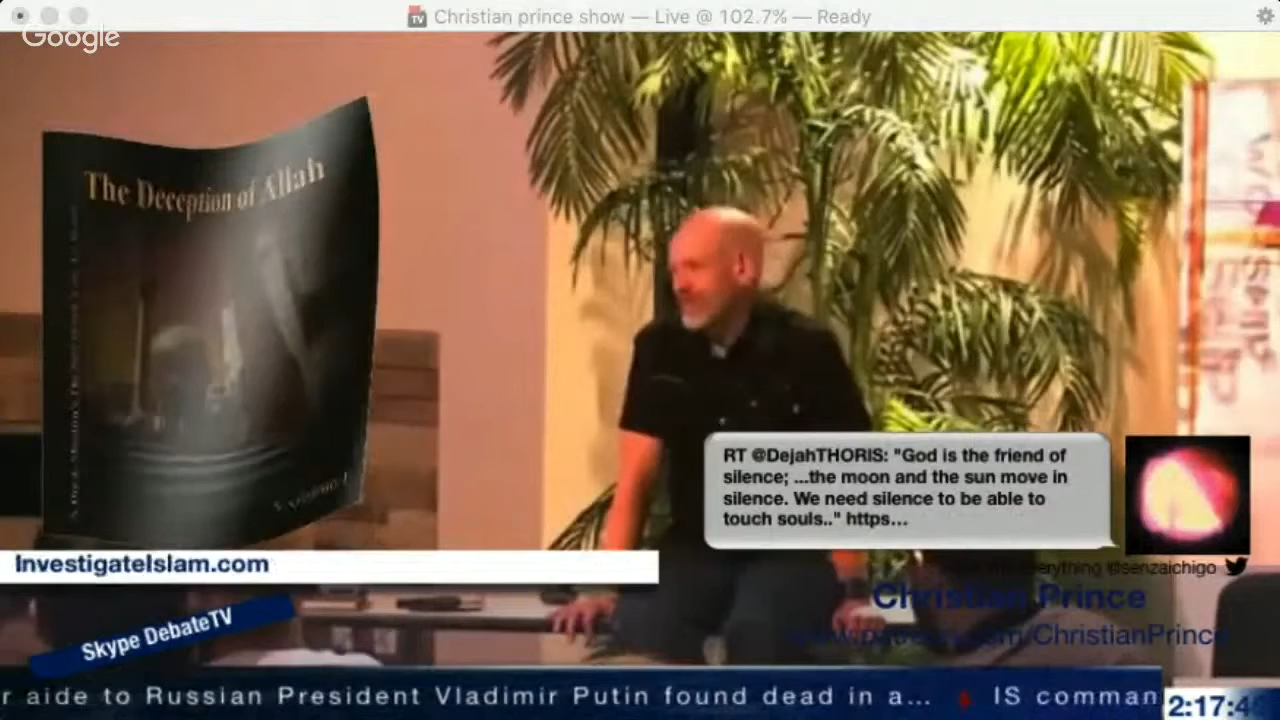 Christian prince show — Live @ 102.7% — Ready
TV
Google
The Deception of Allah
RT @DejahTHORIS: "God is the friend of
silence; ...the moon and the sun move in
silence. We need silence to be able to
touch souls.." https...
@senzaichigo
InvestigateIslam.com
Christian Prince
Skype DebateTV
r aide to Russian President Vladimir Putin found dead in a... IS comman
2:17:4